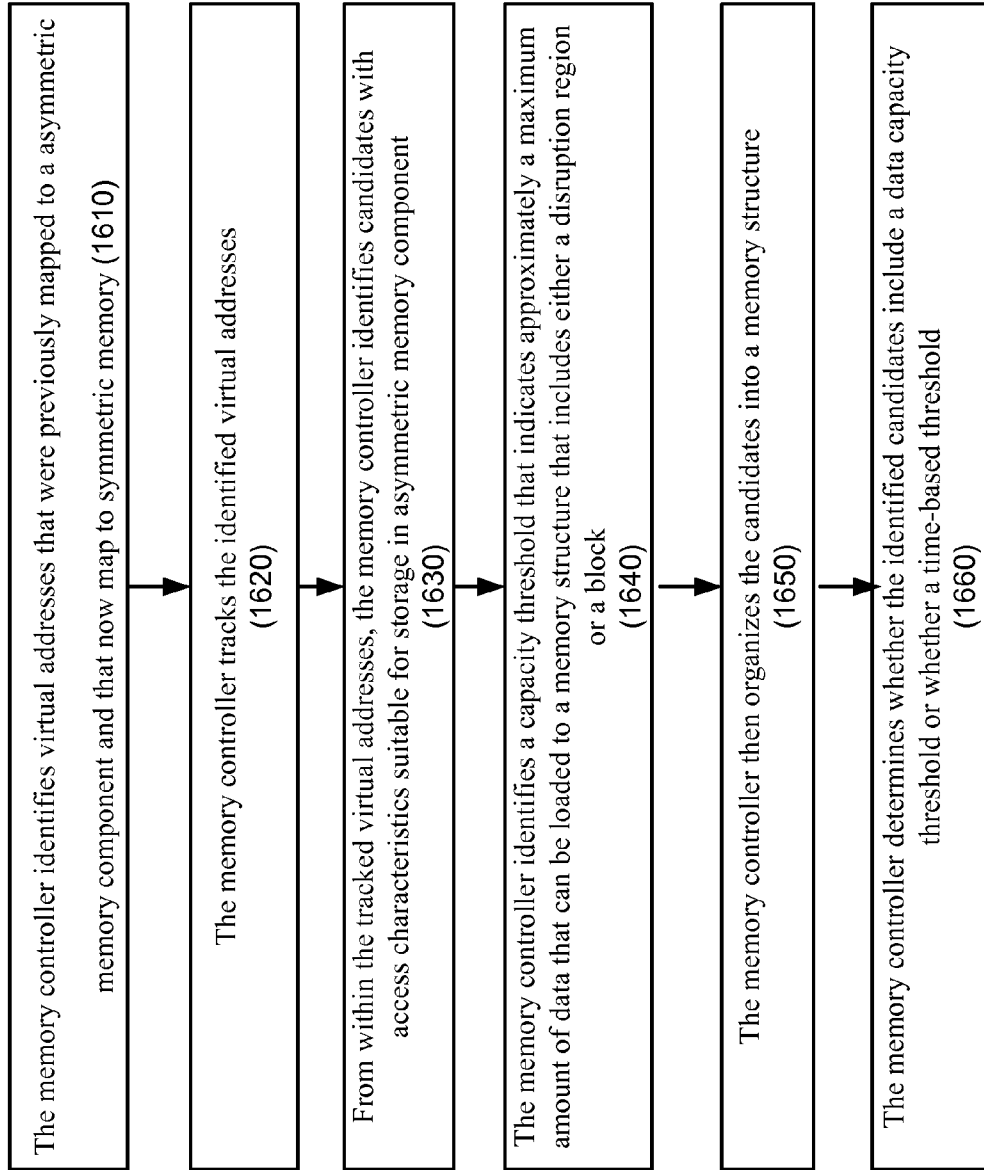 The memory controller identifies virtual addresses that were previously mapped to a asymmetric
memory component and that now map to symmetric memory (1610)
The memory controller tracks the identified virtual addresses
(1620)
From within the tracked virtual addresses, the memory controller identifies candidates with
access characteristics suitable for storage in asymmetric memory component
(1630)
The memory controller identifies a capacity threshold that indicates approximately a maximum
amount of data that can be loaded to a memory structure that includes either a disruption region
or a block
(1640)
The memory controller then organizes the candidates into a memory structure
(1650)
The memory controller determines whether the identified candidates include a data capacity
threshold or whether a time-based threshold
(1660)